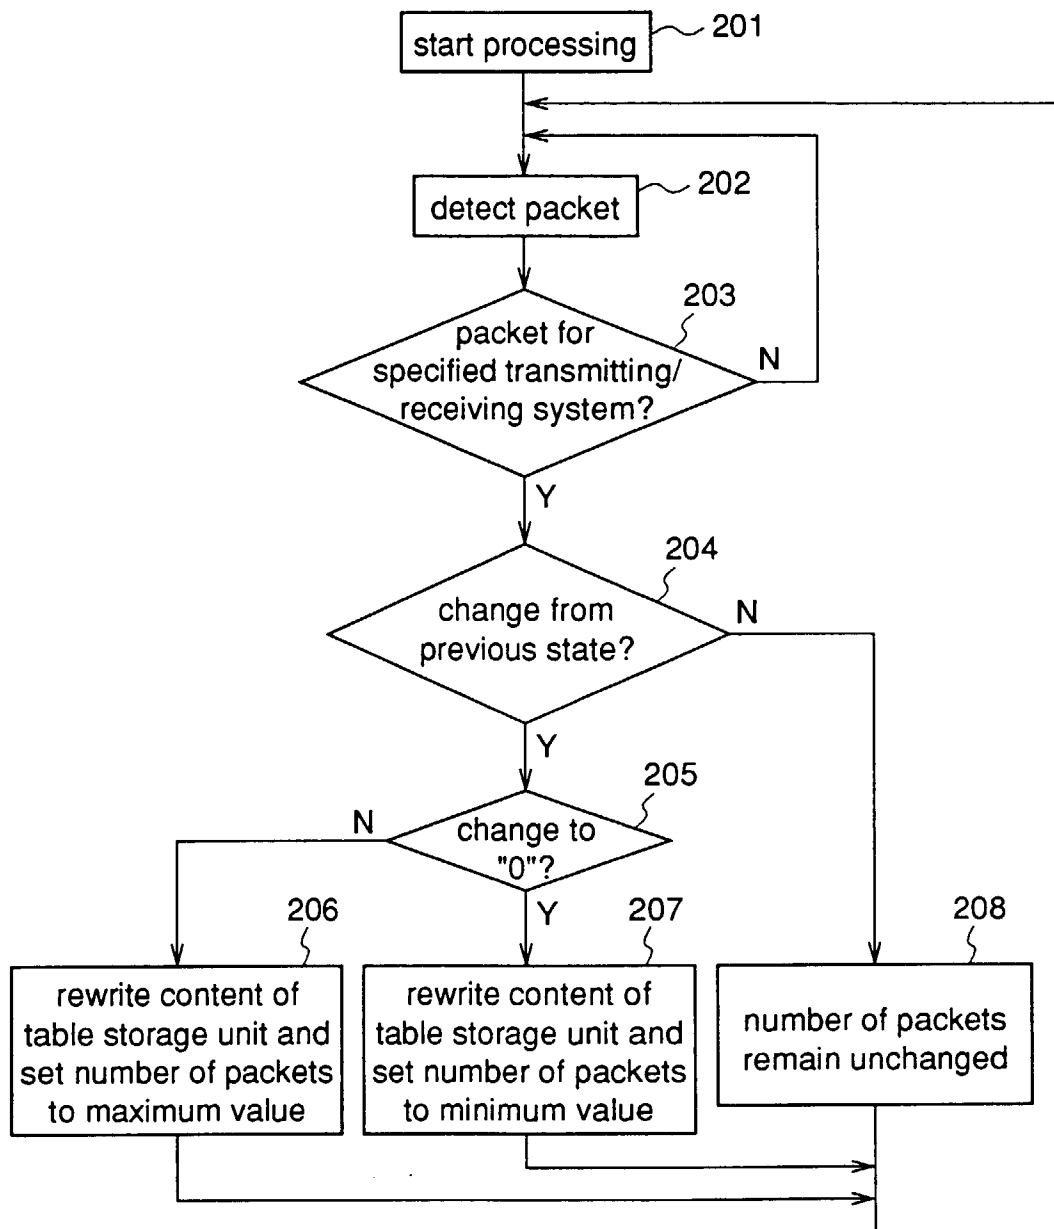 start processing
201
detect packet
202
203
packet for
specified transmitting/
receiving system?
N
Y
204
change from
previous state?
N
Y
205
change to
"0"?
N
Y
206
rewrite content of
table storage unit and
set number of packets
to maximum value
207
rewrite content of
table storage unit and
set number of packets
to minimum value
208
number of packets
remain unchanged